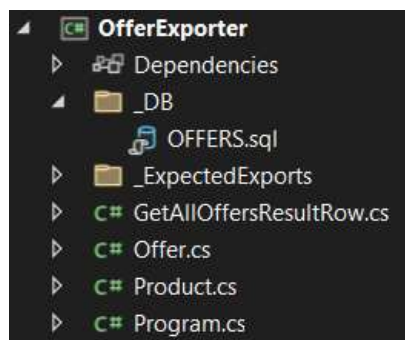 C# OfferExporter
Dependencies
_DB
OFFERS.sql
_ExpectedExports
C# GetAllOffersResultRow.cs
C# Offer.cs
C# Product.cs
C# Program.cs